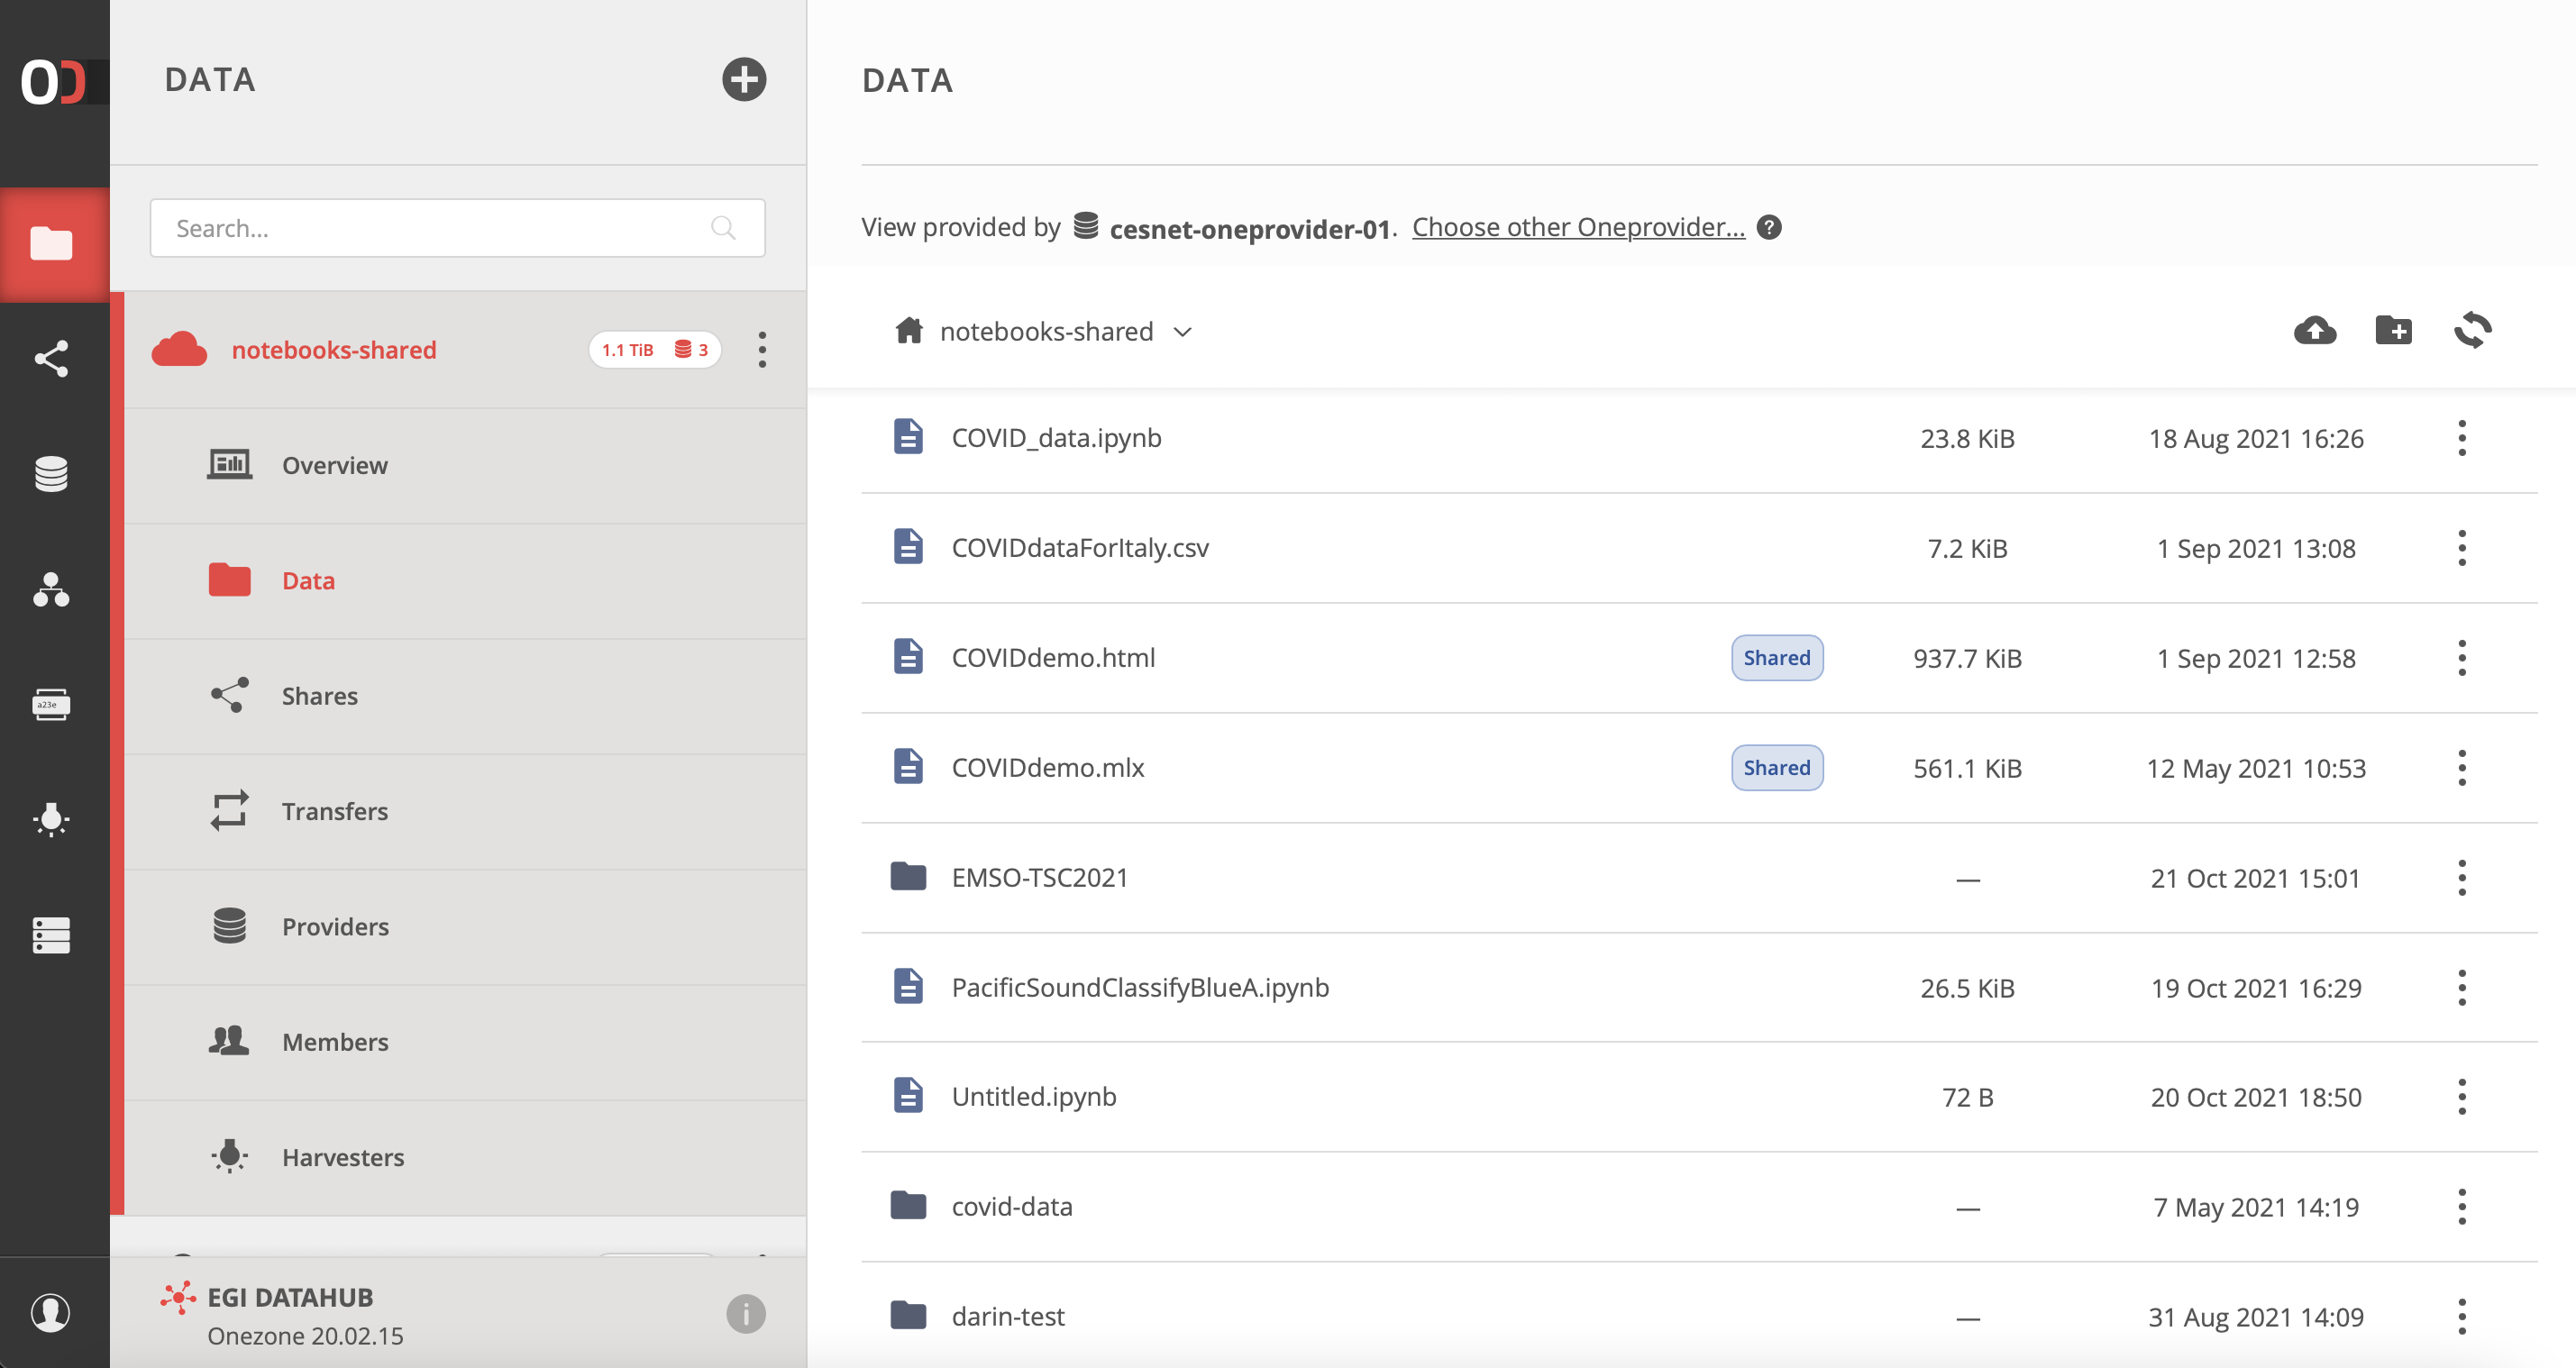 OD
DATA
Search...
notebooks-shared 1.1 TiB 3
Overview
Data
Shares
Transfers
Providers
Members
Harvesters
a23e
EGI DATAHUB
Onezone 20.02.15
i
DATA
View provided by cesnet-oneprovider-01. Choose other Oneprovider... ?
notebooks-shared
COVID_data.ipynb 23.8 KiB 18 Aug 2021 16:26
COVIDdataForItaly.csv 7.2 KiB 1 Sep 2021 13:08
COVIDdemo.html Shared 937.7 KiB 1 Sep 2021 12:58
COVIDdemo.mlx Shared 561.1 KiB 12 May 2021 10:53
EMSO-TSC2021 — 21 Oct 2021 15:01
PacificSoundClassifyBlueA.ipynb 26.5 KiB 19 Oct 2021 16:29
Untitled.ipynb 72 B 20 Oct 2021 18:50
covid-data — 7 May 2021 14:19
darin-test — 31 Aug 2021 14:09